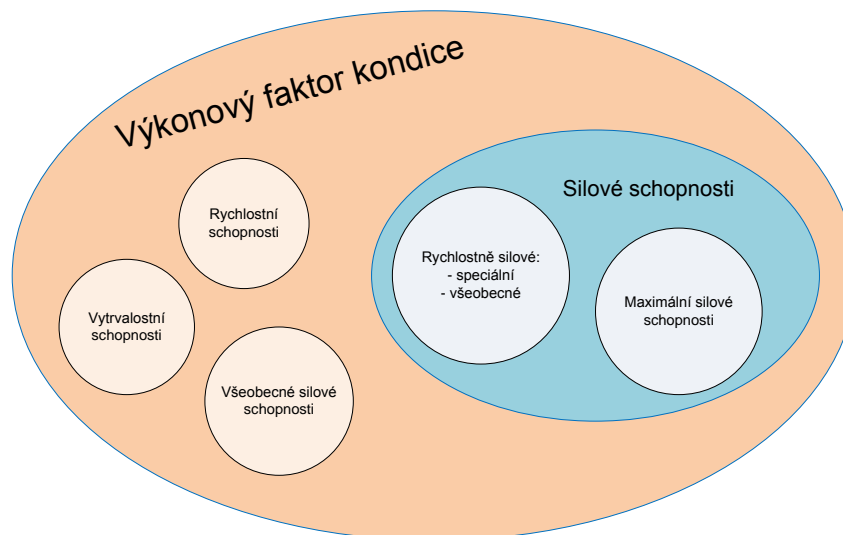 Výkonový faktor kondice
Silové schopnosti
Rychlostní
schopnosti
Rychlostně silové:
- speciální
- všeobecné
Maximální silové
schopnosti
Vytrvalostní
schopnosti
Všeobecné silové
schopnosti